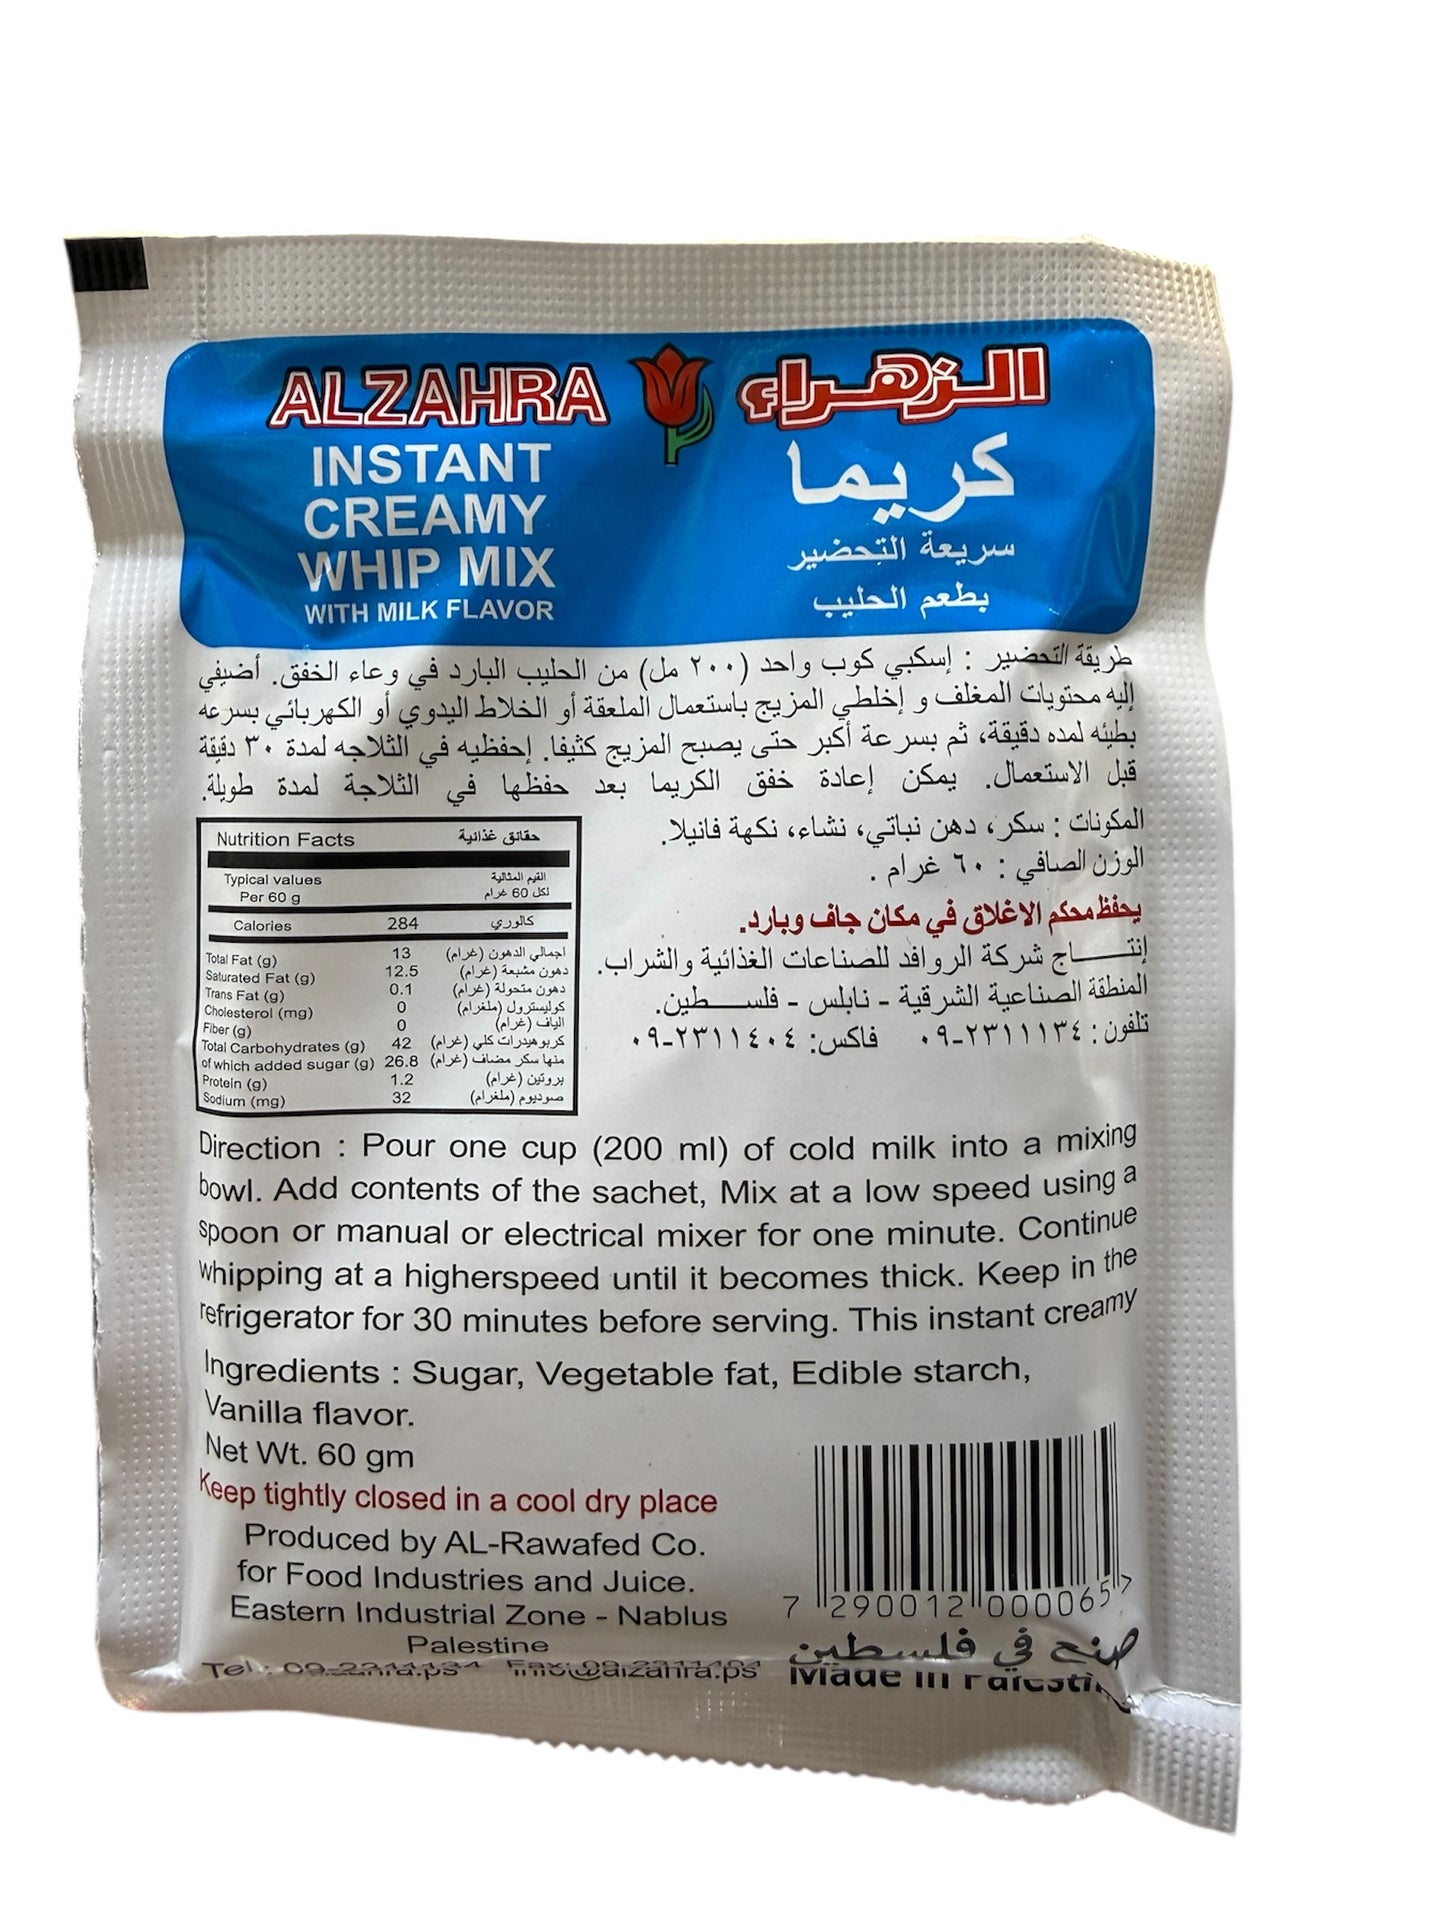 ALZAHRA
الزهراء
INSTANT
CREAMY
WHIP MIX
WITH MILK FLAVOR
كريما
سريعة التحضير
بطعم الحليب
طريقة التحضير : إسكبي كوب واحد (٢٠٠ مل) من الحليب البارد في وعاء الخفق. أضيفي
إليه محتويات المغلف و إخلطي المزيج باستعمال الملعقة أو الخلاط اليدوي أو الكهربائي بسرعه
بطيئه لمده دقيقة، ثم بسرعة أكبر حتى يصبح المزيج كثيفا. إحفظيه في الثلاجه لمدة ٣٠ دقيقة
قبل الاستعمال. يمكن إعادة خفق الكريما بعد حفظها في الثلاجة لمدة طويلة.
المكونات : سكر، دهن نباتي، نشاء، نكهة فانيلا.
الوزن الصافي : ٦٠ غرام .
يحفظ محكم الاغلاق في مكان جاف وبارد.
إنتـــــاج شركة الروافد للصناعات الغذائية والشراب.
المنطقة الصناعية الشرقية - نابلس - فلســـطين.
تلفون : ٢٣١١١٣٤-٠٩ فاكس: ٢٣١١٤٠٤-٠٩
Nutrition Facts حقائق غذائية
Typical values القيم المثالية
Per 60 g لكل 60 غرام
Calories 284 كالوري
Total Fat (g) 13 اجمالي الدهون (غرام)
Saturated Fat (g) 12.5 دهون مشبعة (غرام)
Trans Fat (g) 0.1 دهون متحولة (غرام)
Cholesterol (mg) 0 كوليسترول (ملغرام)
Fiber (g) 0 الياف (غرام)
Total Carbohydrates (g) 42 كربوهيدرات كلي (غرام)
of which added sugar (g) 26.8 منها سكر مضاف (غرام)
Protein (g) 1.2 بروتين (غرام)
Sodium (mg) 32 صوديوم (ملغرام)
Direction : Pour one cup (200 ml) of cold milk into a mixing
bowl. Add contents of the sachet, Mix at a low speed using a
spoon or manual or electrical mixer for one minute. Continue
whipping at a higherspeed until it becomes thick. Keep in the
refrigerator for 30 minutes before serving. This instant creamy
Ingredients : Sugar, Vegetable fat, Edible starch,
Vanilla flavor.
Net Wt. 60 gm
Keep tightly closed in a cool dry place
Produced by AL-Rawafed Co.
for Food Industries and Juice.
Eastern Industrial Zone - Nablus
Palestine
Tel.:
7 290012 000065 >
صنع في فلسطين
Made in